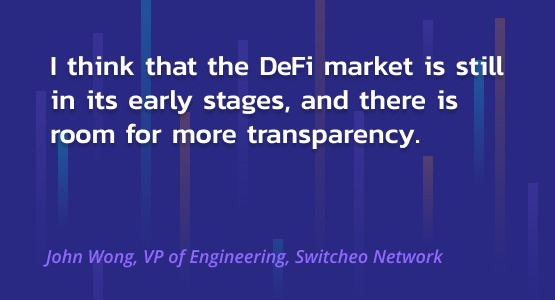 I think that the DeFi market is still
in its early stages, and there is
room for more transparency.
John Wong, VP of Engineering, Switcheo Network